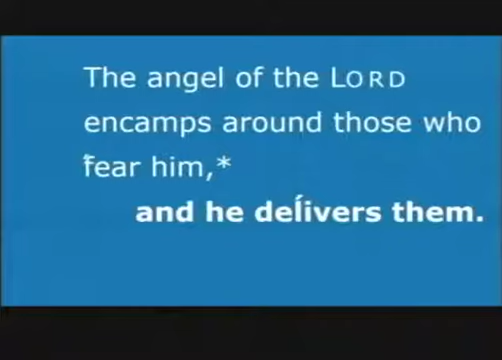 The angel of the LORD
encamps around those who
fear him,*
and he delivers them.